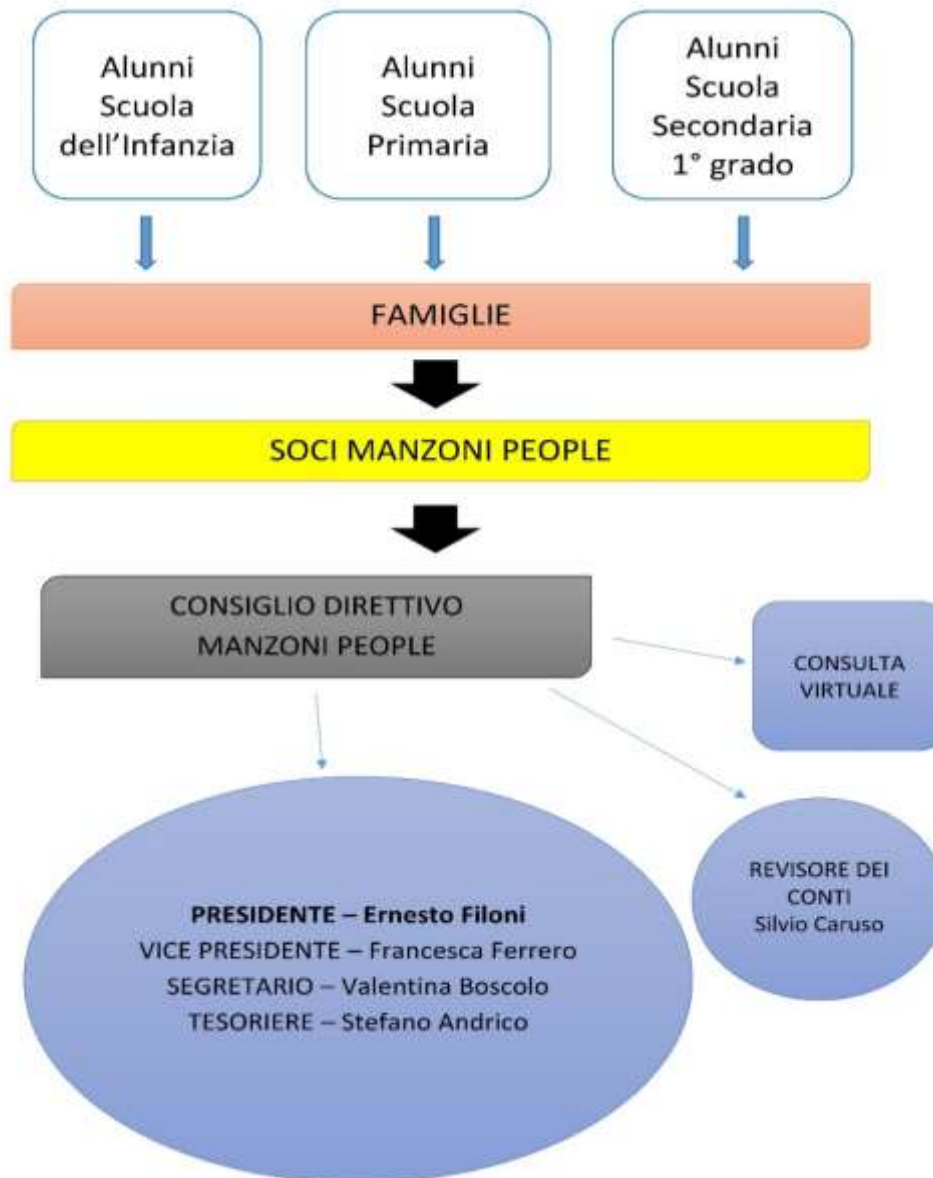 Alunni
Scuola
dell'Infanzia
Alunni
Scuola
Primaria
Alunni
Scuola
Secondaria
1° grado
FAMIGLIE
SOCI MANZONI PEOPLE
CONSIGLIO DIRETTIVO
MANZONI PEOPLE
CONSULTA
VIRTUALE
REVISORE DEI
CONTI
Silvio Caruso
PRESIDENTE – Ernesto Filoni
VICE PRESIDENTE – Francesca Ferrero
SEGRETARIO – Valentina Boscolo
TESORIERE – Stefano Andrico